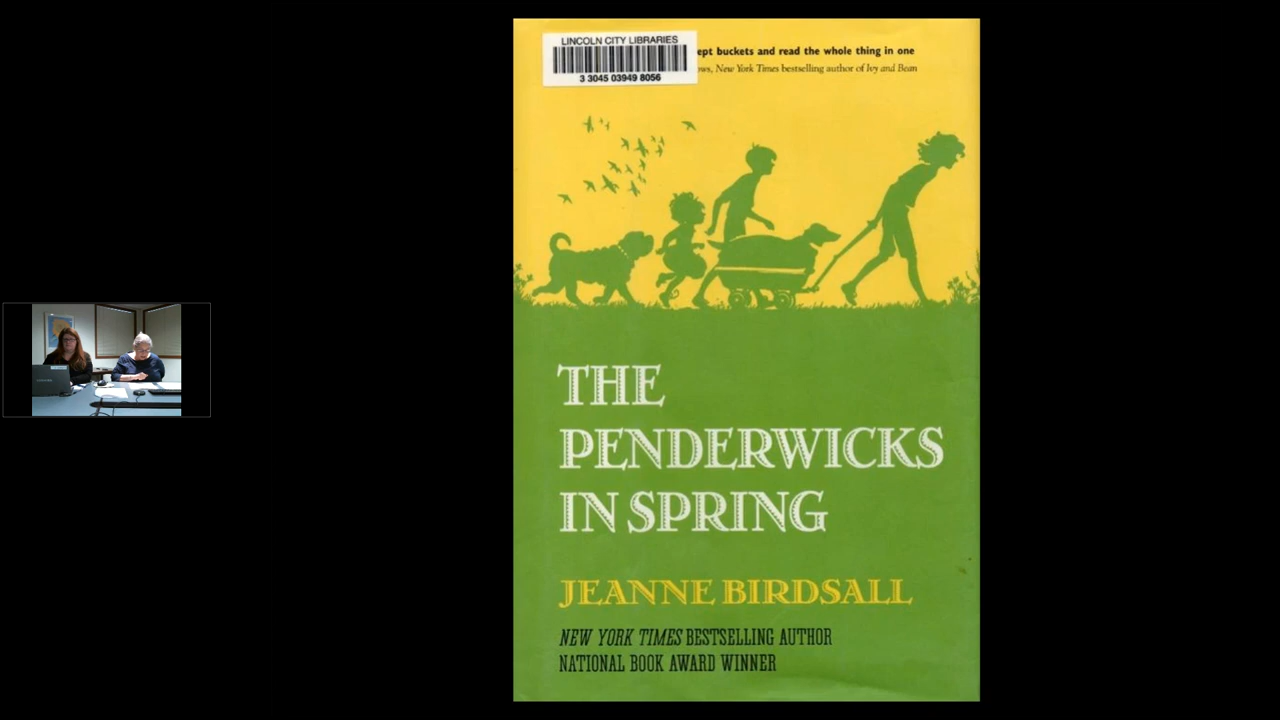 LINCOLN CITY LIBRARIES
3 3045 03949 8056
ept buckets and read the whole thing in one
ows, New York Times bestselling author of Ivy and Bean
THE
PENDERWICKS
IN SPRING
JEANNE BIRDSALL
NEW YORK TIMES BESTSELLING AUTHOR
NATIONAL BOOK AWARD WINNER